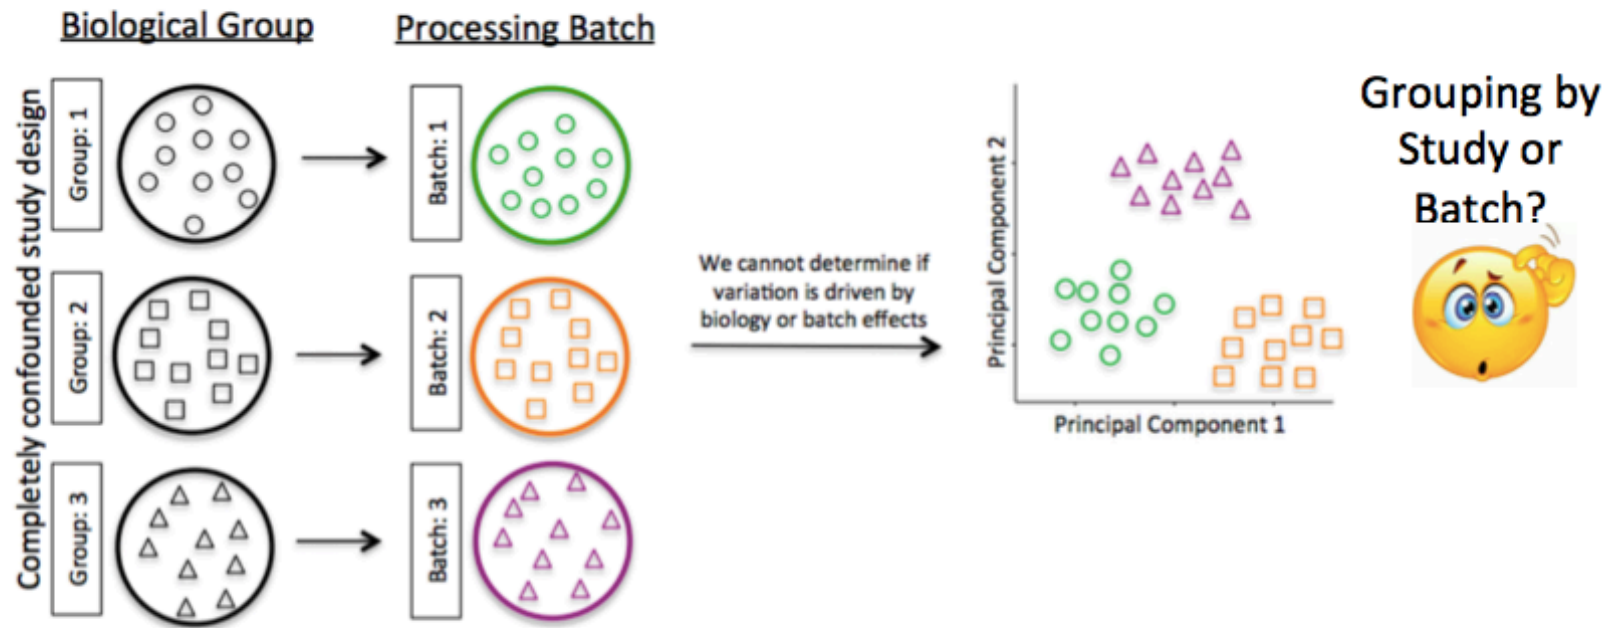 Biological Group
Processing Batch
Completely confounded study design
Group: 1
Batch: 1
Group: 2
Batch: 2
Group: 3
Batch: 3
We cannot determine if
variation is driven by
biology or batch effects
Principal Component 2
Principal Component 1
Grouping by
Study or
Batch?